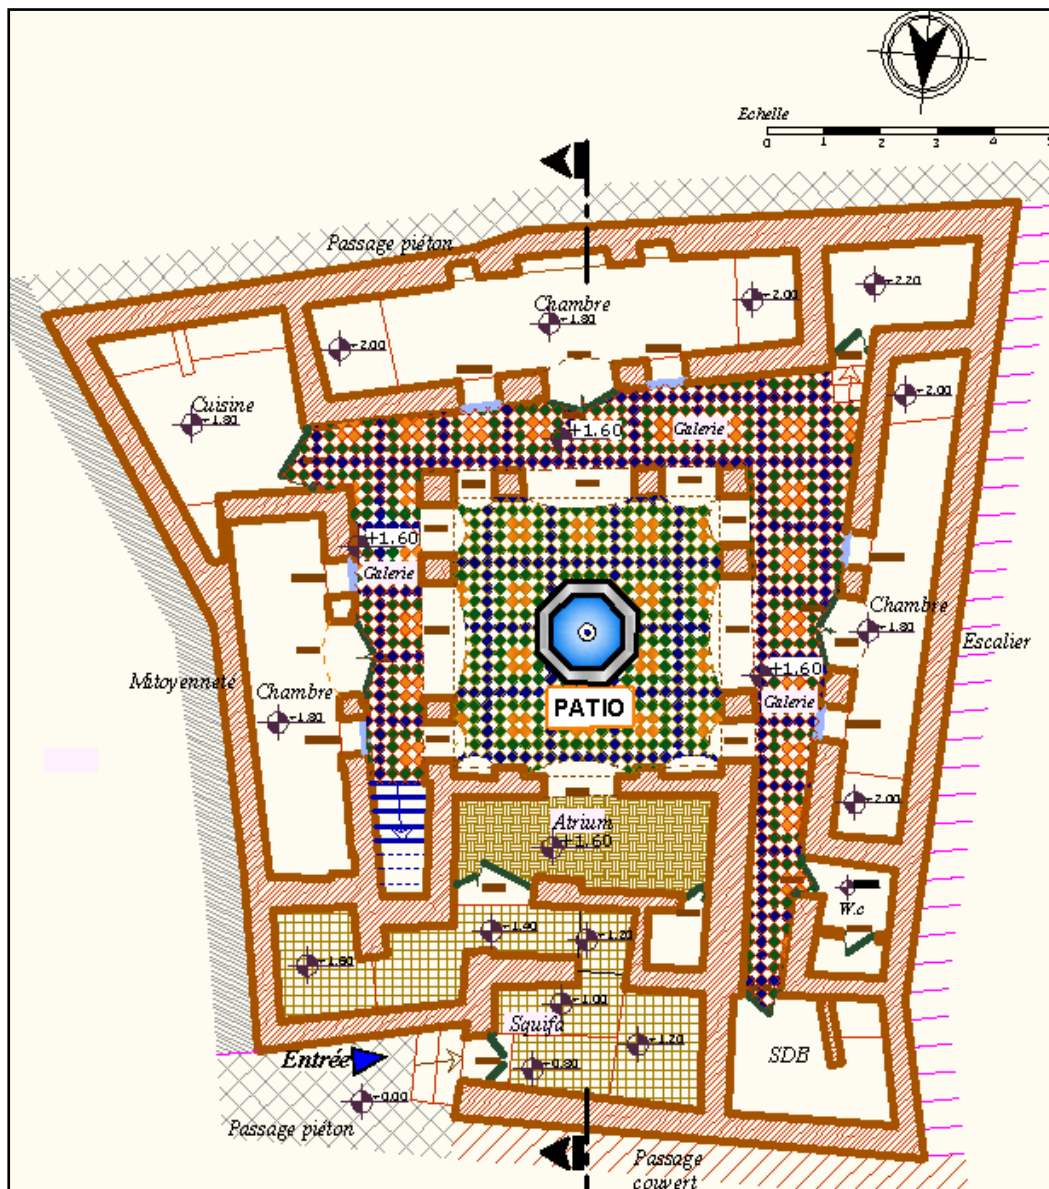 Echelle
0 1 2 3 4 5
Passage piéton
+2.20
Chambre
+2.00
+1.80
+2.00
Cuisine
+1.80
+2.00
+1.60
Galerie
+1.60
Galerie
Chambre
+1.80
Escalier
+1.60
Mitoyenneté
Chambre
+1.80
Galerie
PATIO
+2.00
Atrium
+1.60
W.c
+1.40
+1.20
+1.00
Squifa
+1.20
SDB
Entrée
+0.80
+0.00
Passage piéton
Passage
couvert